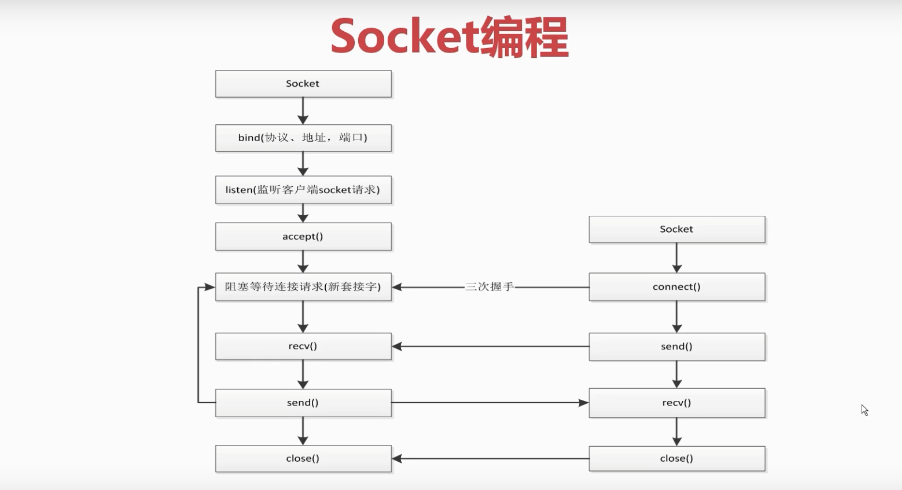 Socket编程
Socket
bind(协议、地址，端口)
listen(监听客户端socket请求)
accept()
阻塞等待连接请求(新套接字)
recv()
send()
close()
三次握手
Socket
connect()
send()
recv()
close()